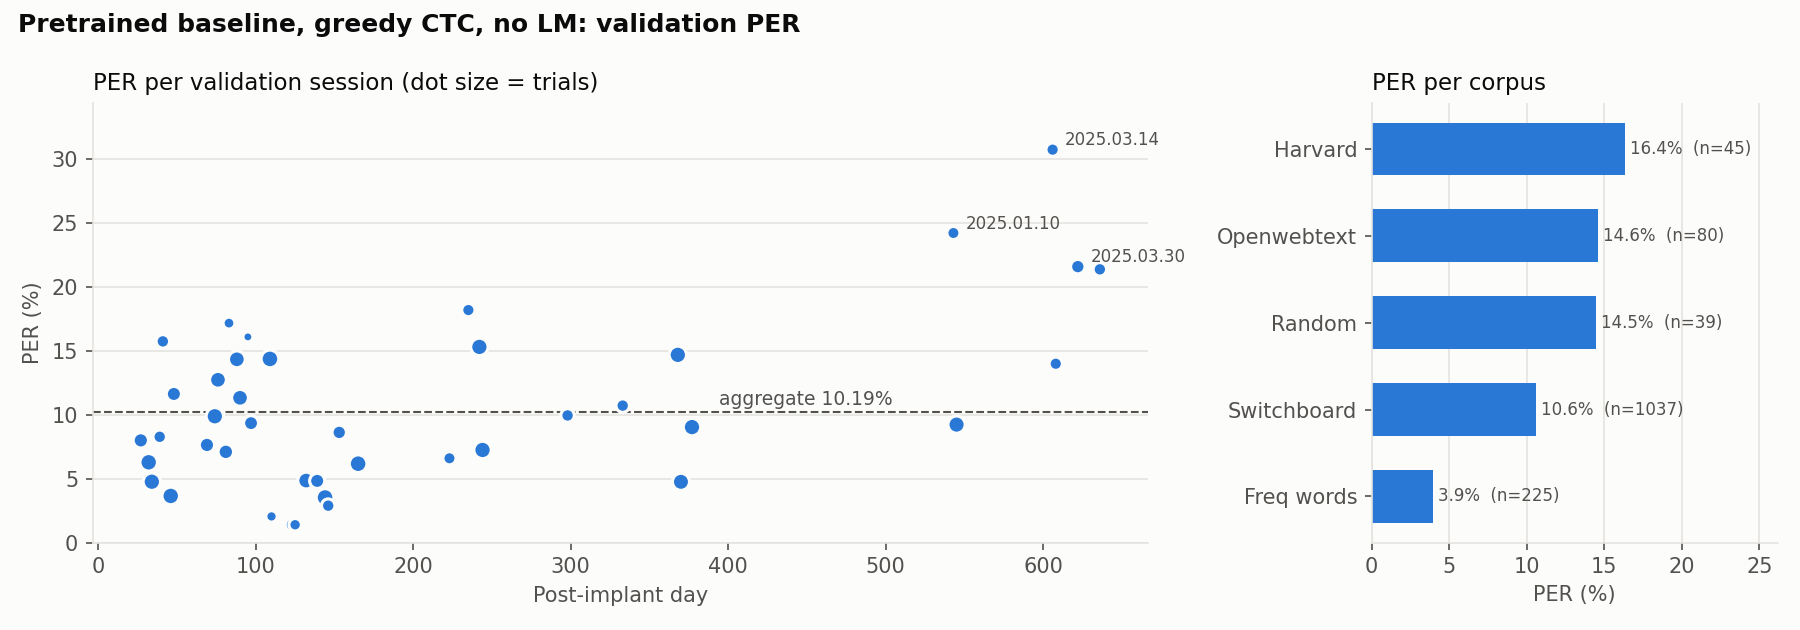 Pretrained baseline, greedy CTC, no LM: validation PER
PER per validation session (dot size = trials)
PER (%)
30
25
20
15
10
5
0
2025.03.14
2025.01.10
2025.03.30
aggregate 10.19%
0 100 200 300 400 500 600
Post-implant day
PER per corpus
Harvard 16.4% (n=45)
Openwebtext 14.6% (n=80)
Random 14.5% (n=39)
Switchboard 10.6% (n=1037)
Freq words 3.9% (n=225)
0 5 10 15 20 25
PER (%)